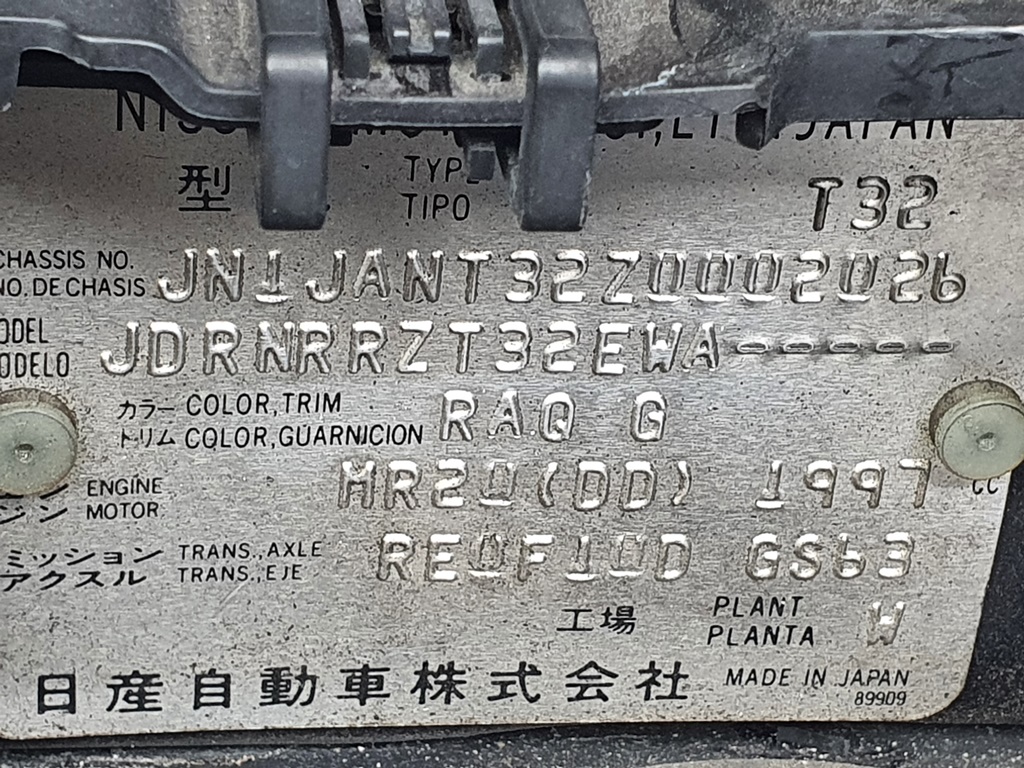 JAPAN
型 TYPE T32
TIPO
CHASSIS NO. JN1JANT32Z0002026
NO. DE CHASIS
MODEL JDRNRRZT32EWA-----
MODELO
カラー COLOR,TRIM RAQ G
トリム COLOR,GUARNICION
ENGINE MR20(DD) 1997 CC
MOTOR
ミッション TRANS.,AXLE RE0F10D GS63
アクスル TRANS.,EJE
工場 PLANT W
PLANTA
日産自動車株式会社 MADE IN JAPAN
89909